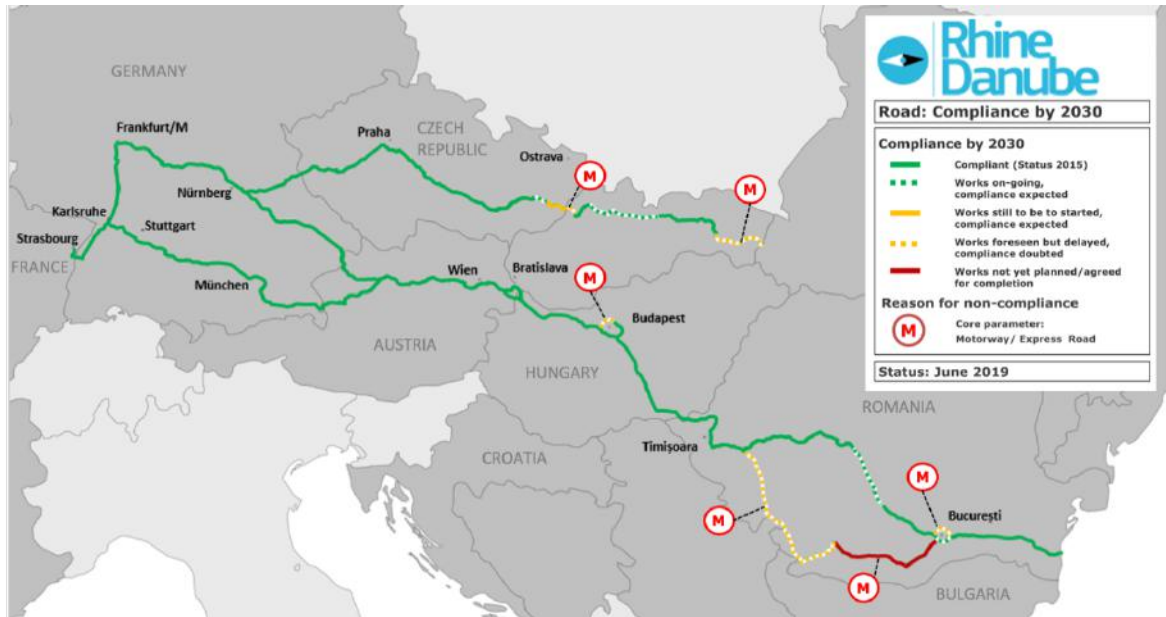 Rhine
Danube
Road: Compliance by 2030
Compliance by 2030
Compliant (Status 2015)
Works on-going,
compliance expected
Works still to be to started,
compliance expected
Works foreseen but delayed,
compliance doubted
Works not yet planned/agreed
for completion
Reason for non-compliance
M
Core parameter:
Motorway/ Express Road
Status: June 2019
GERMANY
Frankfurt/M
Praha
CZECH
REPUBLIC
Ostrava
M
M
Nürnberg
Karlsruhe
Stuttgart
Strasbourg
FRANCE
München
Wien
Bratislava
M
Budapest
AUSTRIA
HUNGARY
ROMANIA
Timișoara
CROATIA
M
M
București
M
BULGARIA